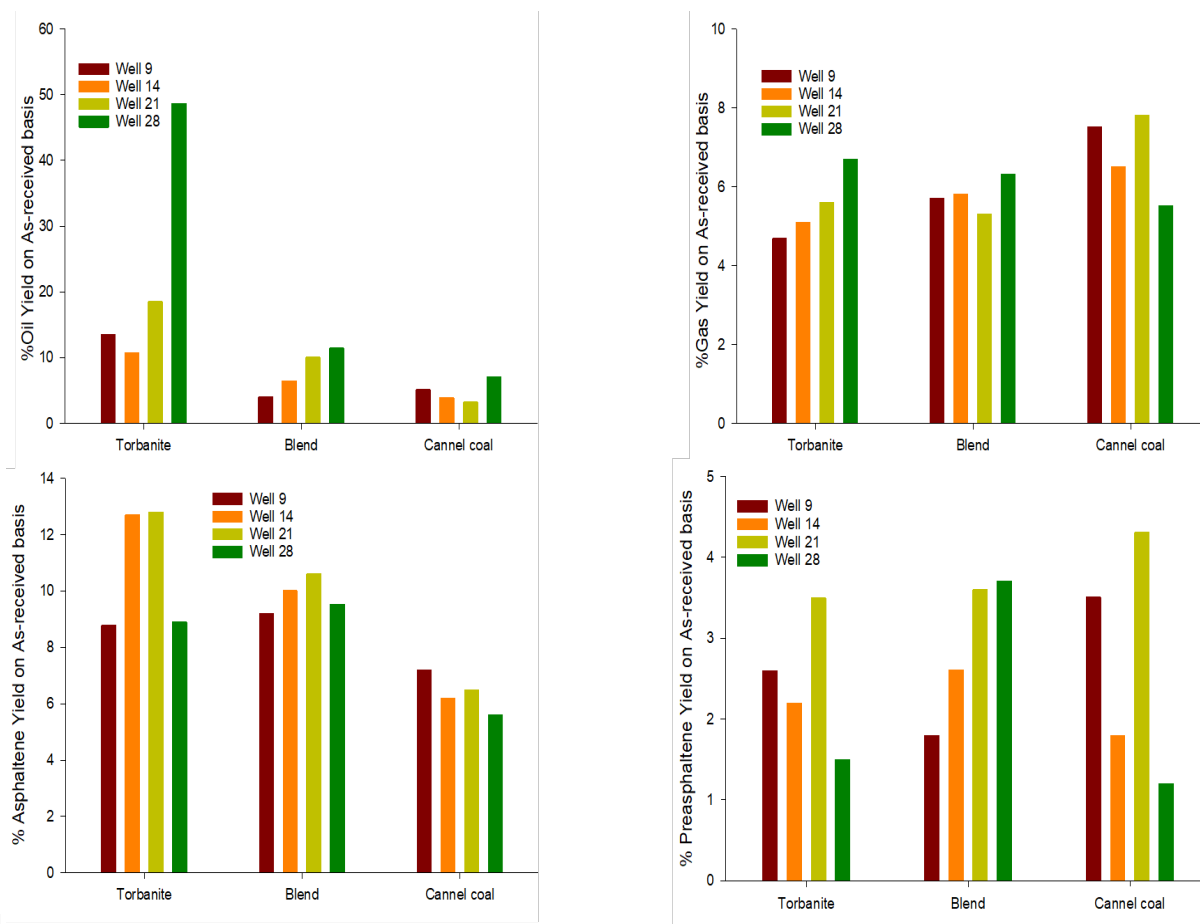 %Oil Yield on As-received basis
60
50
40
30
20
10
0
Well 9
Well 14
Well 21
Well 28
Torbanite Blend Cannel coal
%Gas Yield on As-received basis
10
8
6
4
2
0
Well 9
Well 14
Well 21
Well 28
Torbanite Blend Cannel coal
% Asphaltene Yield on As-received basis
14
12
10
8
6
4
2
0
Well 9
Well 14
Well 21
Well 28
Torbanite Blend Cannel coal
% Preasphaltene Yield on As-received basis
5
4
3
2
1
0
Well 9
Well 14
Well 21
Well 28
Torbanite Blend Cannel coal